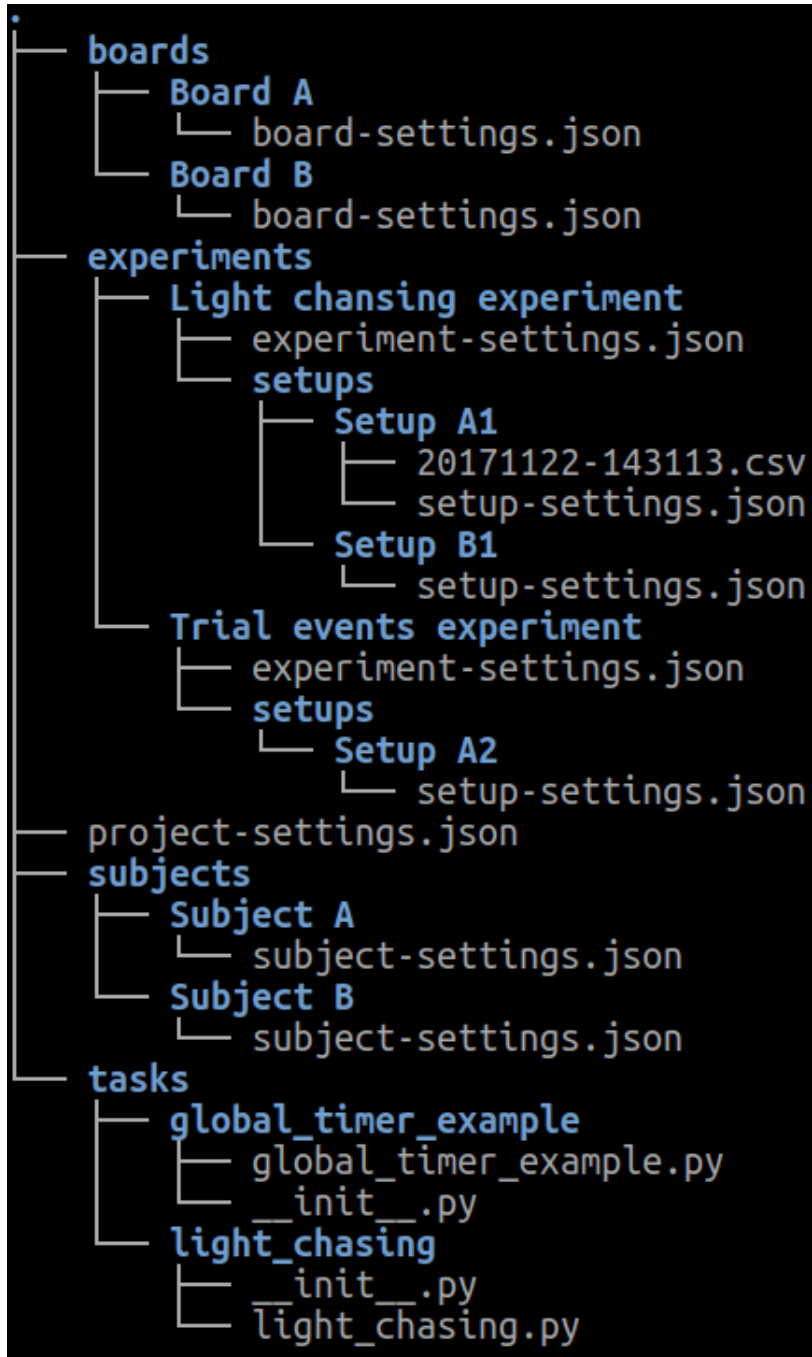 .
boards
Board A
board-settings.json
Board B
board-settings.json
experiments
Light chansing experiment
experiment-settings.json
setups
Setup A1
20171122-143113.csv
setup-settings.json
Setup B1
setup-settings.json
Trial events experiment
experiment-settings.json
setups
Setup A2
setup-settings.json
project-settings.json
subjects
Subject A
subject-settings.json
Subject B
subject-settings.json
tasks
global_timer_example
global_timer_example.py
__init__.py
light_chasing
__init__.py
light_chasing.py